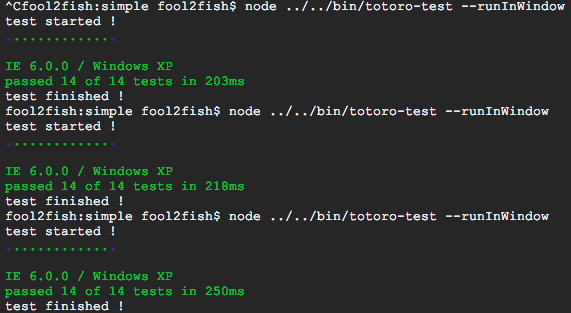 ^Cfool2fish:simple fool2fish$ node ../../bin/totoro-test --runInWindow
test started !
··············
IE 6.0.0 / Windows XP
passed 14 of 14 tests in 203ms
test finished !
fool2fish:simple fool2fish$ node ../../bin/totoro-test --runInWindow
test started !
··············
IE 6.0.0 / Windows XP
passed 14 of 14 tests in 218ms
test finished !
fool2fish:simple fool2fish$ node ../../bin/totoro-test --runInWindow
test started !
··············
IE 6.0.0 / Windows XP
passed 14 of 14 tests in 250ms
test finished !